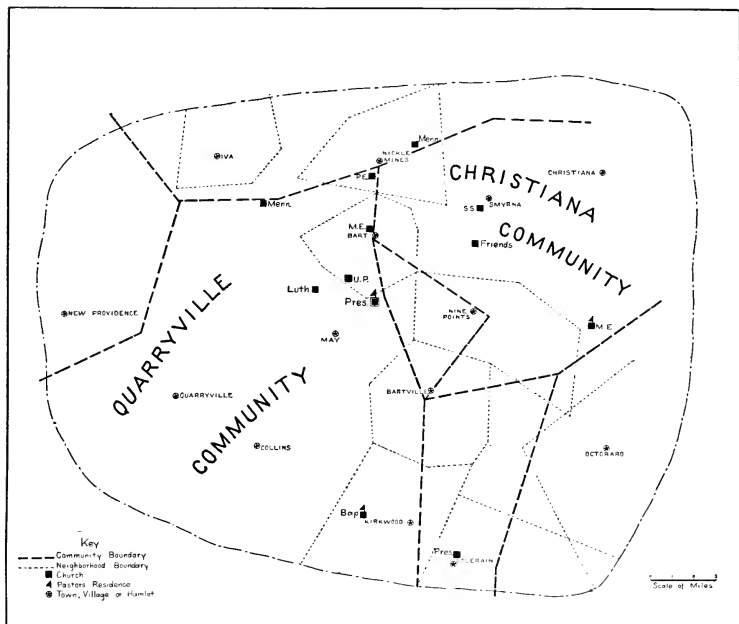 Menn.
NICKLE
MINES
IVA
P.E.
CHRISTIANA
CHRISTIANA
COMMUNITY
Menn.
SS
SMYRNA
M.E.
BART
Friends
U.P.
Luth
Pres
QUARRYVILLE
COMMUNITY
NEW PROVIDENCE
NINE
POINTS
M.E.
MAY
QUARRYVILLE
BARTVILLE
COLLINS
OCTORARO
Bap
KIRKWOOD
Pres
Key
Community Boundary
Neighborhood Boundary
Church
Pastors Residence
Town, Village or Hamlet
Scale of Miles